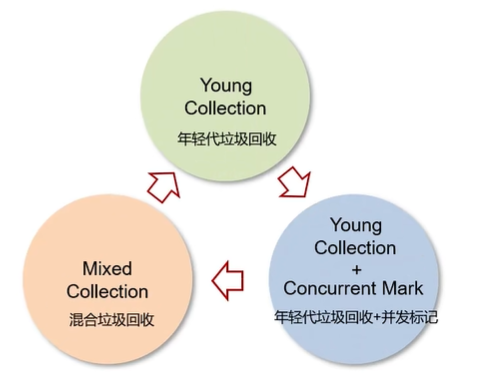 Young
Collection
年轻代垃圾回收
Young
Collection
+
Concurrent Mark
年轻代垃圾回收+并发标记
Mixed
Collection
混合垃圾回收